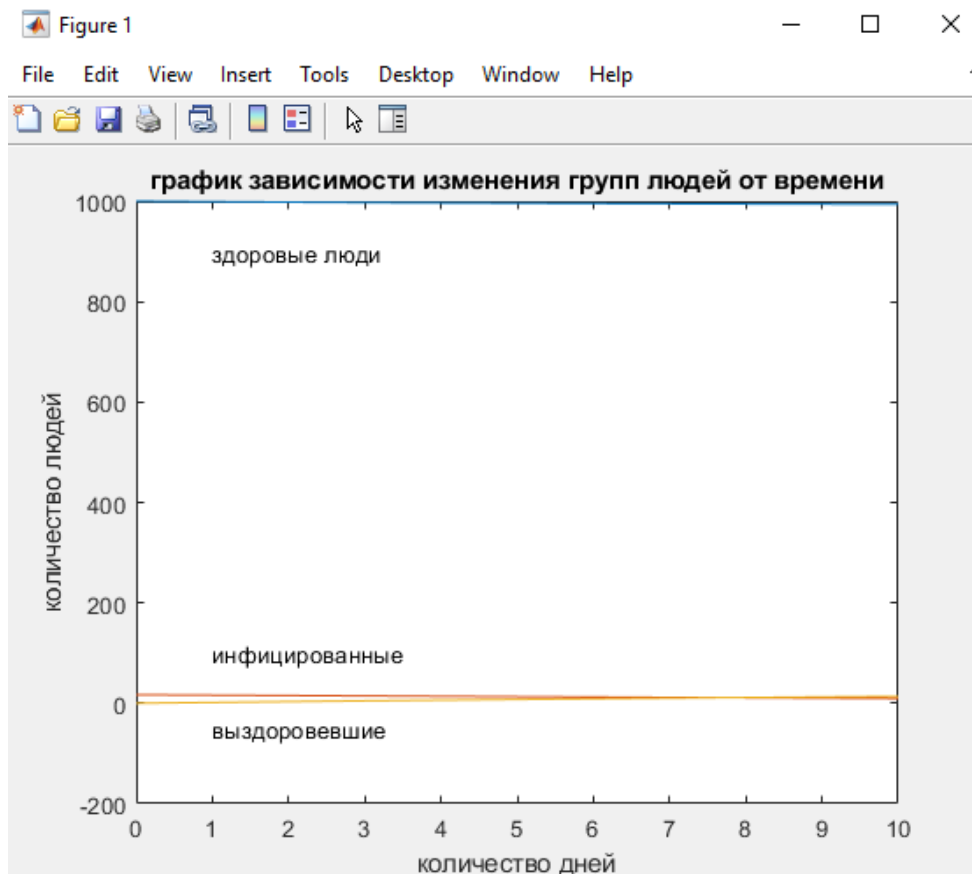 Figure 1
File Edit View Insert Tools Desktop Window Help
график зависимости изменения групп людей от времени
1000
здоровые люди
800
600
количество людей
400
200
инфицированные
0
выздоровевшие
-200
0 1 2 3 4 5 6 7 8 9 10
количество дней